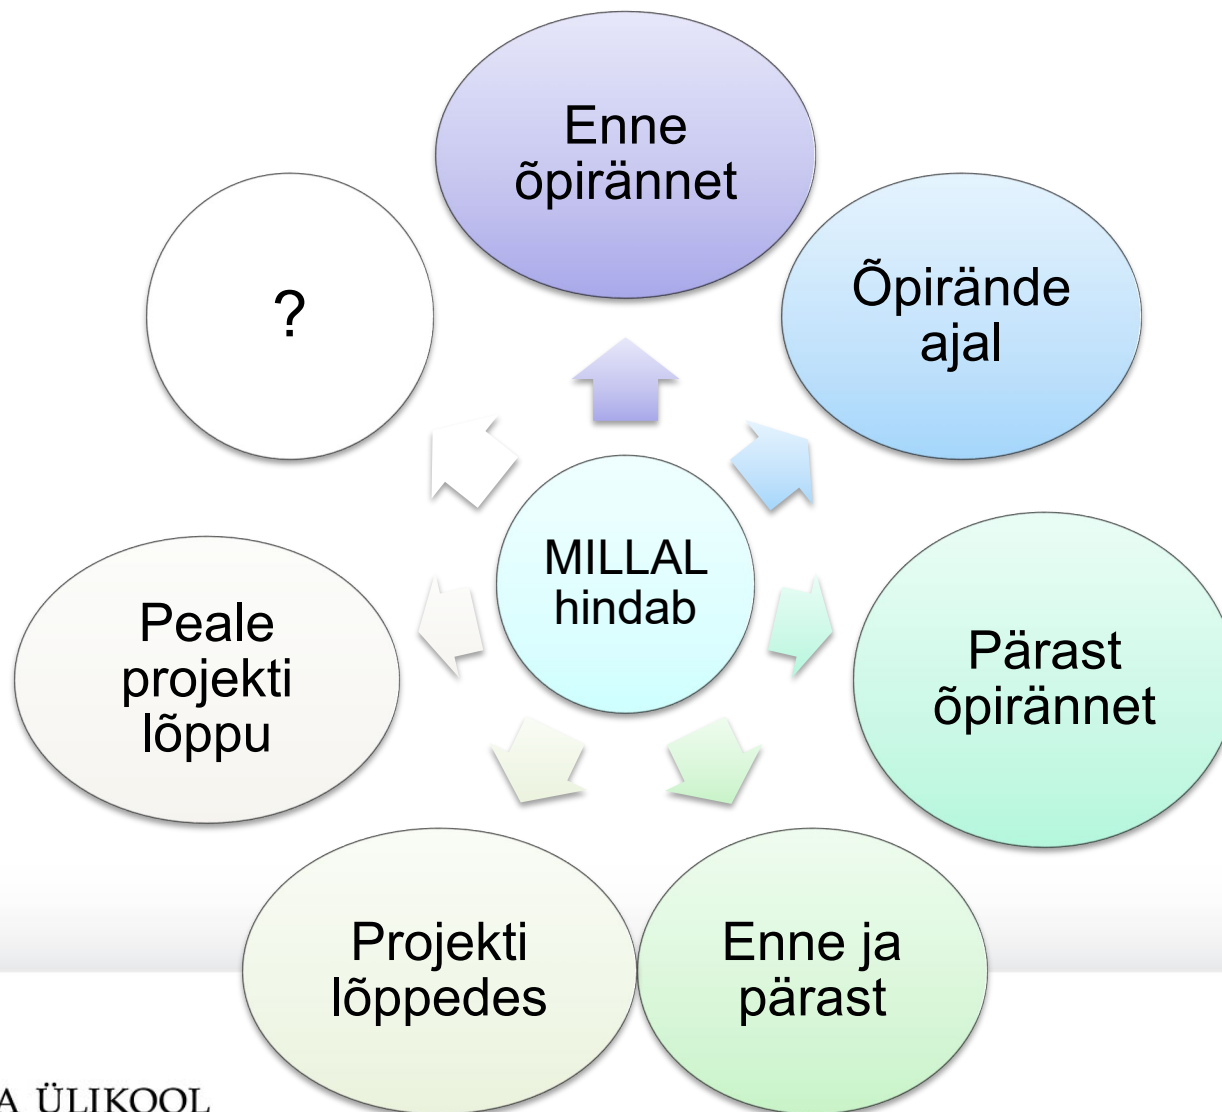 Enne
õpirännet
Õpirände
ajal
?
MILLAL
hindab
Peale
projekti
lõppu
Pärast
õpirännet
Projekti
lõppedes
Enne ja
pärast
A ÜLIKOOL